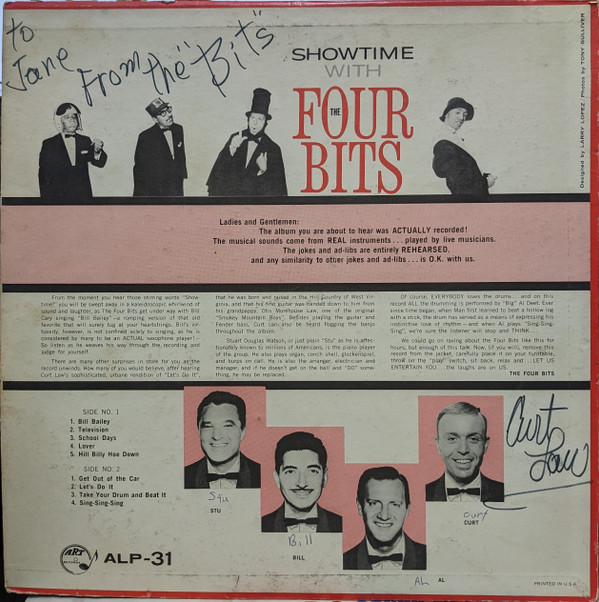 to
Jane
From the "Bits"
SHOWTIME
WITH
THE
FOUR
BITS
Designed by LARRY LOPEZ / Photos by TONY GULLIVER
Ladies and Gentlemen:
The album you are about to hear was ACTUALLY recorded!
The musical sounds come from REAL instruments . . . played by live musicians.
The jokes and ad-libs are entirely REHEARSED,
and any similarity to other jokes and ad-libs . . . is O.K. with us.
From the moment you hear those stirring words "Show-
time!" you will be swept away in a kaleidoscopic whirlwind of
sound and laughter, as The Four Bits get under way with Bill
Cary singing "Bill Bailey" –a romping version of that old
favorite that will surely tug at your heartstrings. Bill's vir-
tuosity, however, is not confined solely to singing, as he is
considered by many to be an ACTUAL saxophone player!–
So listen as he weaves his way through the recording and
judge for yourself.
There are many other surprises in store for you as the
record unwinds. How many of you would believe, after hearing
Curt Law's sophisticated, urbane rendition of "Let's Do It",
that he was born and raised in the Hill Country of West Vir-
ginia, and that his fine guitar was handed down to him from
his granddaddy, Otis Monthouse Law, one of the original
"Smokey Mountain Boys". Besides playing the guitar and
Fender bass, Curt can also be heard flogging the banjo
throughout the album.
Stuart Douglas Watson, or just plain "Stu" as he is affec-
tionately known to millions of Americans, is the piano player
of the group. He also plays organ, conch shell, glockenspiel,
and burps on call. He is also the arranger, electrician and
manager, and if he doesn't get on the ball and "DO" some-
thing, he may be replaced...
Of course, EVERYBODY loves the drums . . . and on this
record ALL the drumming is performed by "Big" Al Deet. Ever
since time began, when Man first learned to beat a hollow log
with a stick, the drum has served as a means of expressing his
instinctive love of rhythm–and when Al plays "Sing-Sing-
Sing", we're sure the listener will stop and THINK . . .
We could go on raving about the Four Bits like this for
hours, but enough of this talk. Now, (if you will), remove this
record from the jacket, carefully place it on your turntable,
throw on the "play" switch, sit back, relax and . . . LET US
ENTERTAIN YOU . . . the laughs are on US.
THE FOUR BITS
SIDE NO. 1
1. Bill Bailey
2. Television
3. School Days
4. Lover
5. Hill Billy Hoe Down
SIDE NO. 2
1. Get Out of the Car
2. Let's Do It
3. Take Your Drum and Beat It
4. Sing-Sing-Sing
Stu
STU
Bill
BILL
AL
AL
Curt
CURT
Curt
Law
ART
RECORDS
ALP-31
PRINTED IN U.S.A.